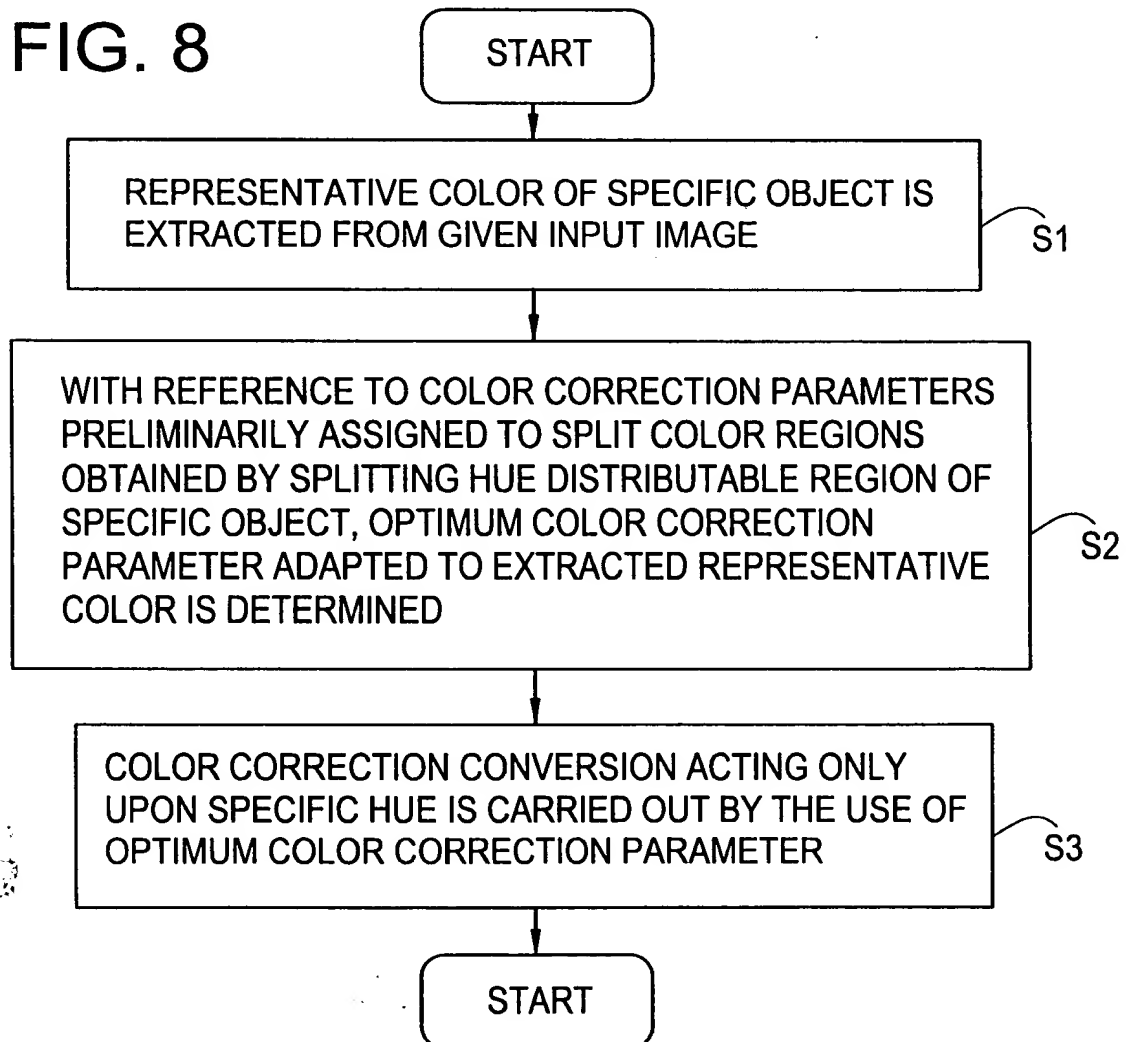 FIG. 8
START
REPRESENTATIVE COLOR OF SPECIFIC OBJECT IS
EXTRACTED FROM GIVEN INPUT IMAGE
S1
WITH REFERENCE TO COLOR CORRECTION PARAMETERS
PRELIMINARILY ASSIGNED TO SPLIT COLOR REGIONS
OBTAINED BY SPLITTING HUE DISTRIBUTABLE REGION OF
SPECIFIC OBJECT, OPTIMUM COLOR CORRECTION
PARAMETER ADAPTED TO EXTRACTED REPRESENTATIVE
COLOR IS DETERMINED
S2
COLOR CORRECTION CONVERSION ACTING ONLY
UPON SPECIFIC HUE IS CARRIED OUT BY THE USE OF
OPTIMUM COLOR CORRECTION PARAMETER
S3
START